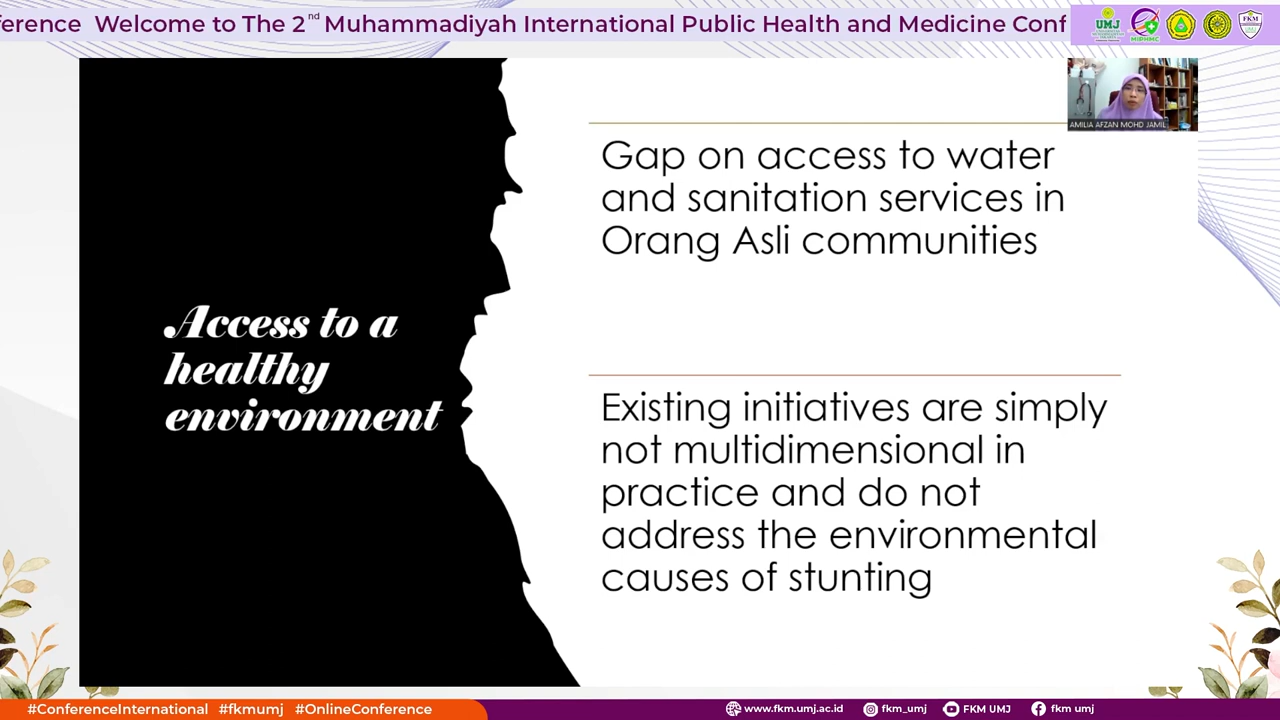 ference Welcome to The 2nd Muhammadiyah International Public Health and Medicine Conf
UMJ
MIPHMC
FKM
AMILIA AFZAN MOHD JAMIL
Gap on access to water
and sanitation services in
Orang Asli communities
Access to a
healthy
environment
Existing initiatives are simply
not multidimensional in
practice and do not
address the environmental
causes of stunting
#ConferenceInternational #fkmumj #OnlineConference
www.fkm.umj.ac.id fkm_umj FKM UMJ fkm umj